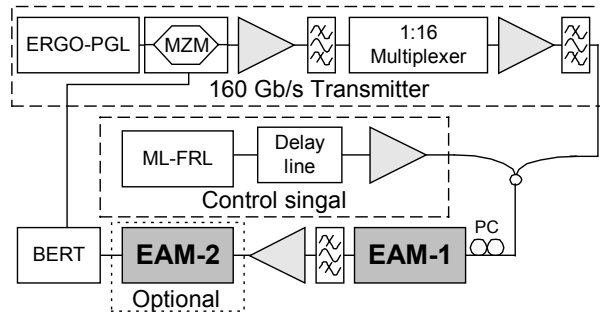 ERGO-PGL
MZM
1:16
Multiplexer
160 Gb/s Transmitter
ML-FRL
Delay
line
Control singal
PC
BERT
EAM-2
EAM-1
Optional